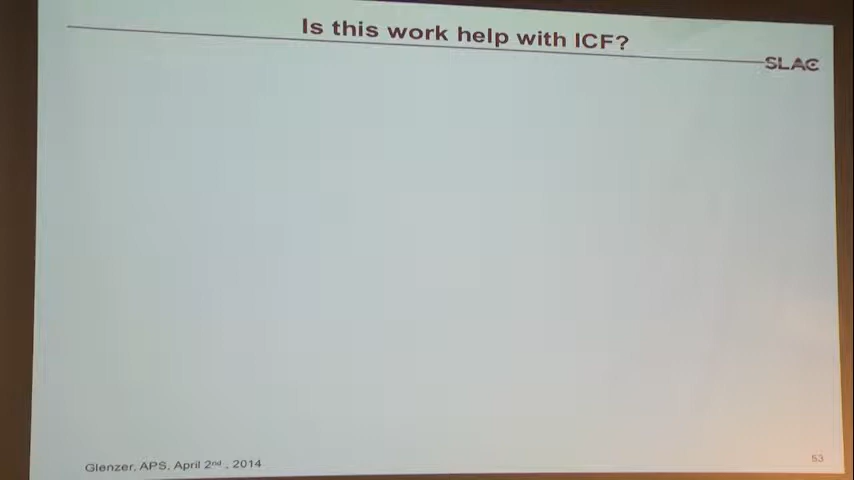 Is this work help with ICF?
SLAC
Glenzer, APS, April 2nd , 2014
53